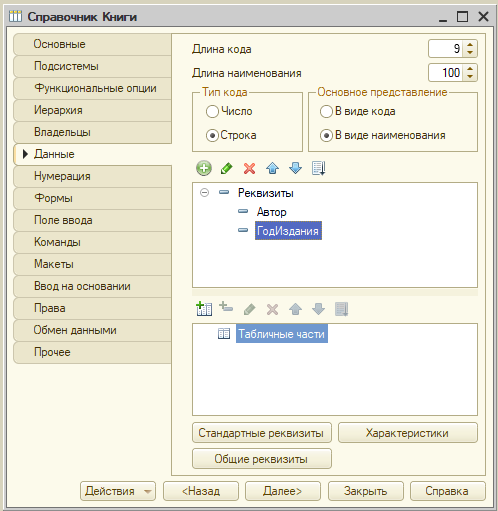 Справочник Книги
Основные
Подсистемы
Функциональные опции
Иерархия
Владельцы
Данные
Нумерация
Формы
Поле ввода
Команды
Макеты
Ввод на основании
Права
Обмен данными
Прочее
Длина кода 9
Длина наименования 100
Тип кода
Число
Строка
Основное представление
В виде кода
В виде наименования
Реквизиты
Автор
ГодИздания
Табличные части
Стандартные реквизиты Характеристики
Общие реквизиты
Действия <Назад Далее> Закрыть Справка